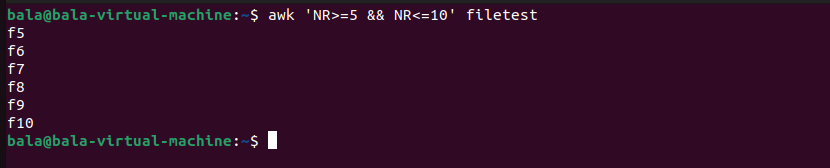 bala@bala-virtual-machine:~$ awk 'NR>=5 && NR<=10' filetest
f5
f6
f7
f8
f9
f10
bala@bala-virtual-machine:~$